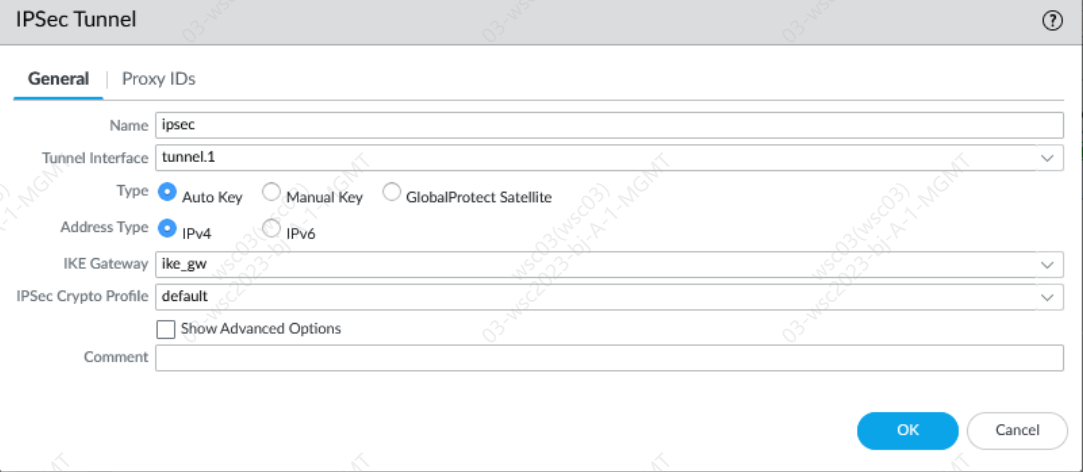 IPSec Tunnel ?
General | Proxy IDs
Name ipsec
Tunnel Interface tunnel.1
Type Auto Key Manual Key GlobalProtect Satellite
Address Type IPv4 IPv6
IKE Gateway ike_gw
IPSec Crypto Profile default
Show Advanced Options
Comment
OK Cancel
03-wsc03(wsc03)
03-wsc2023-bj-A-1-MGMT